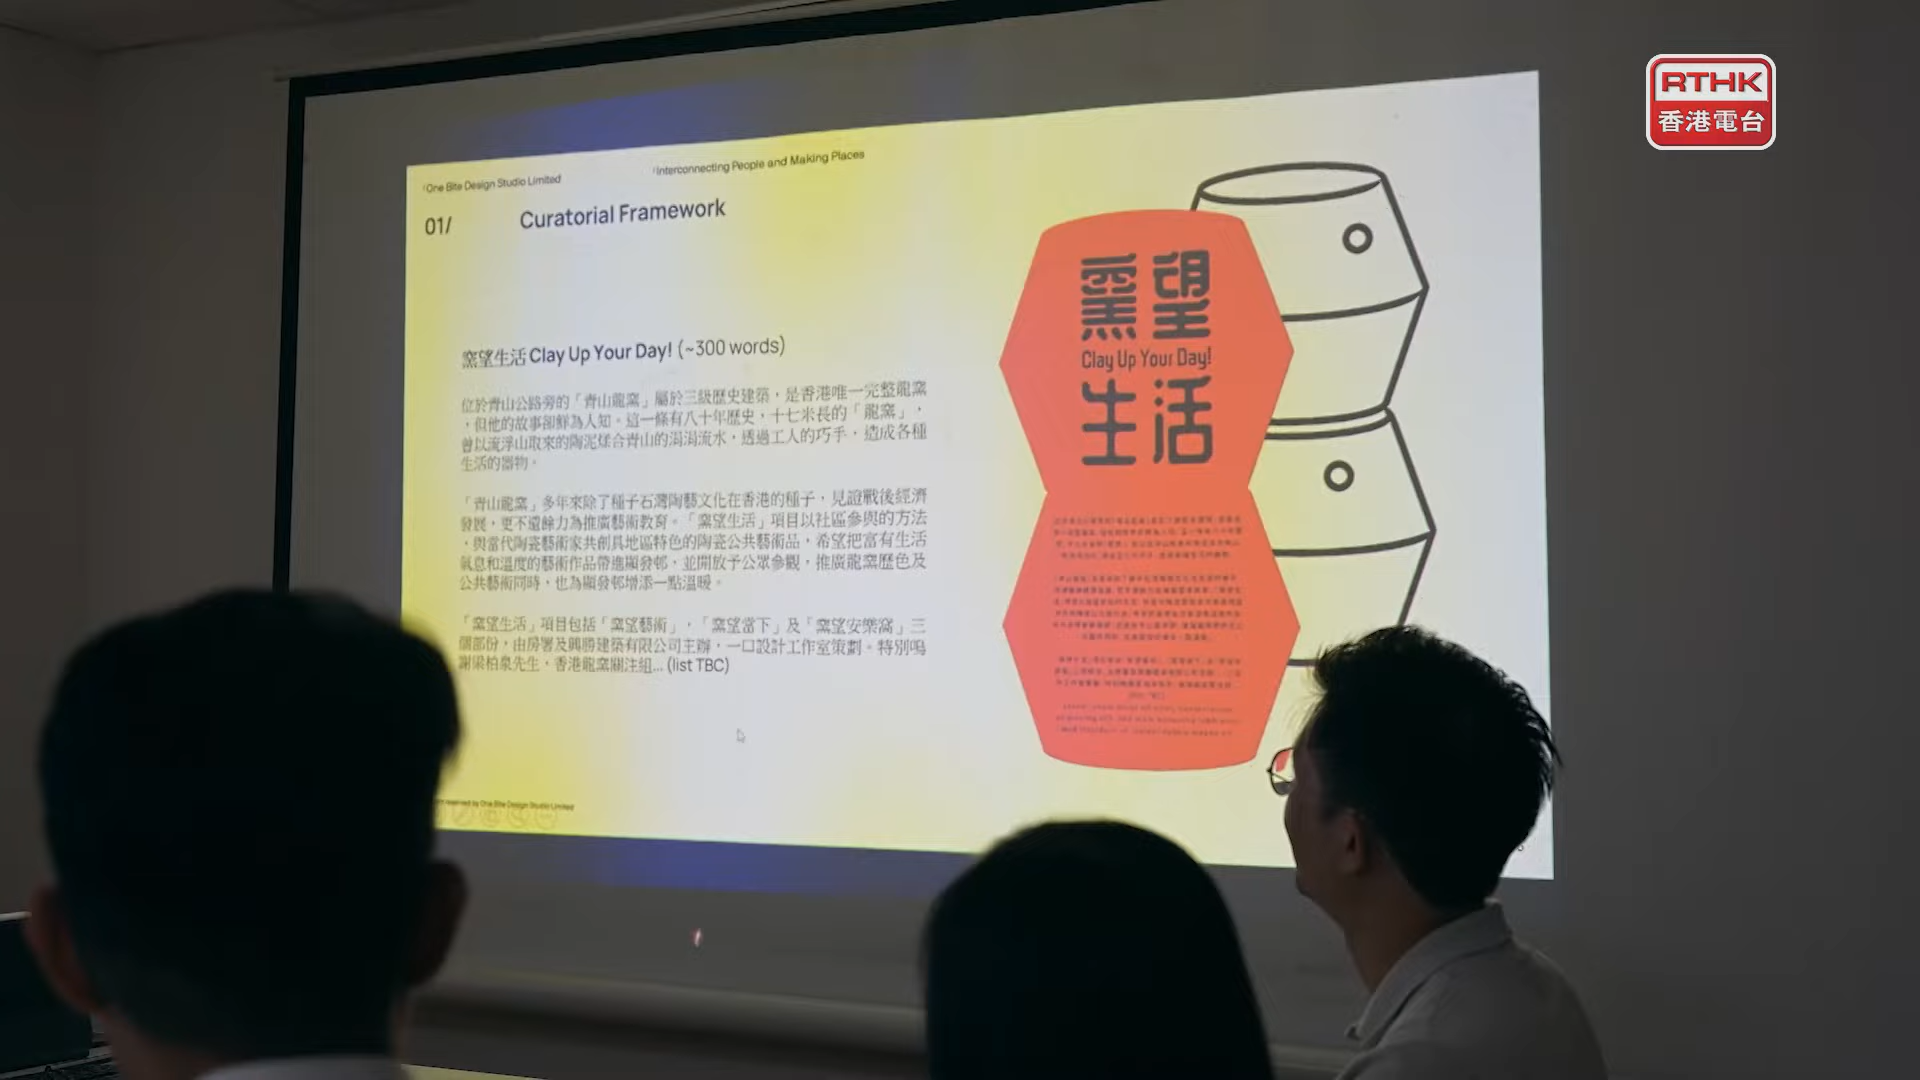 RTHK
香港電台
/One Bite Design Studio Limited
/Interconnecting People and Making Places
01/
Curatorial Framework
窯望生活 Clay Up Your Day! (~300 words)
位於青山公路旁的「青山龍窯」屬於三級歷史建築，是香港唯一完整龍窯
，但他的故事卻鮮為人知。這一條有八十年歷史，十七米長的「龍窯」，
曾以流浮山取來的陶泥揉合青山的涓涓流水，透過工人的巧手，造成各種
生活的器物。
「青山龍窯」多年來除了種子石灣陶藝文化在香港的種子，見證戰後經濟
發展，更不遺餘力為推廣藝術教育。「窯望生活」項目以社區參與的方法
，與當代陶瓷藝術家共創具地區特色的陶瓷公共藝術品，希望把富有生活
氣息和溫度的藝術作品帶進顯發邨，並開放予公眾參觀，推廣龍窯歷色及
公共藝術同時，也為顯發邨增添一點溫暖。
「窯望生活」項目包括「窯望藝術」，「窯望當下」及「窯望安樂窩」三
個部份，由房署及興勝建築有限公司主辦，一口設計工作室策劃。特別鳴
謝梁柏泉先生，香港龍窯關注組... (list TBC)
reserved by One Bite Design Studio Limited
窯望
Clay Up Your Day!
生活